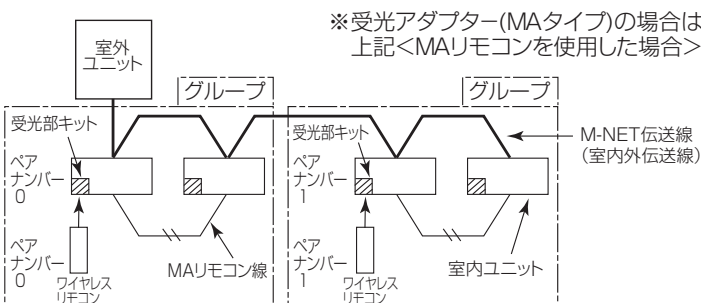 ※受光アダプター(MAタイプ)の場合は
上記<MAリモコンを使用した場合>
室外
ユニット
グループ
グループ
受光部キット
受光部キット
M-NET伝送線
(室内外伝送線)
ペア
ナンバー
0
ペア
ナンバー
1
ペア
ナンバー
0
ワイヤレス
リモコン
MAリモコン線
ペア
ナンバー
1
ワイヤレス
リモコン
室内ユニット